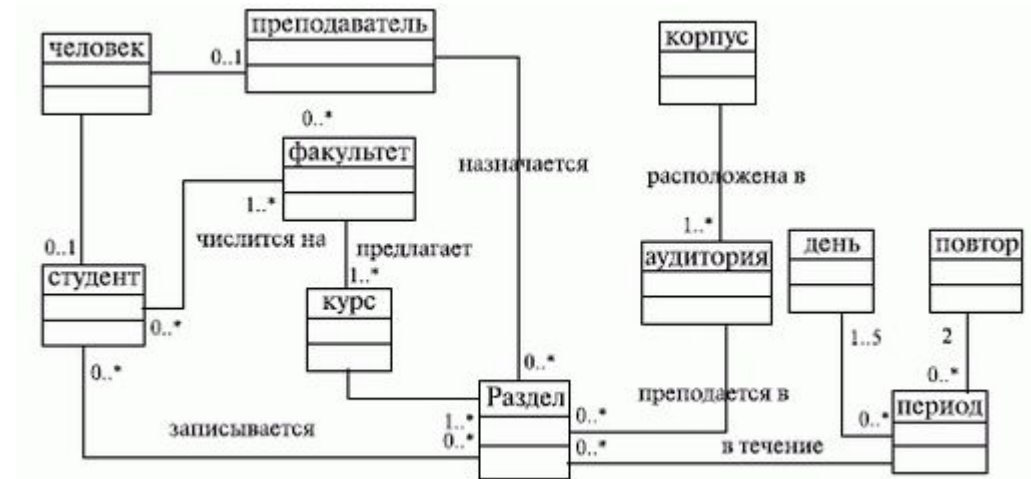 преподаватель
человек
корпус
0..1
0..*
факультет
назначается
расположена в
1..*
1..*
числится на
0..1
предлагает
день
повтор
студент
аудитория
1..*
курс
0..*
1..5
2
0..*
0..*
0..*
Раздел
преподается в
период
1..*
0..*
0..*
записывается
0..*
0..*
в течение